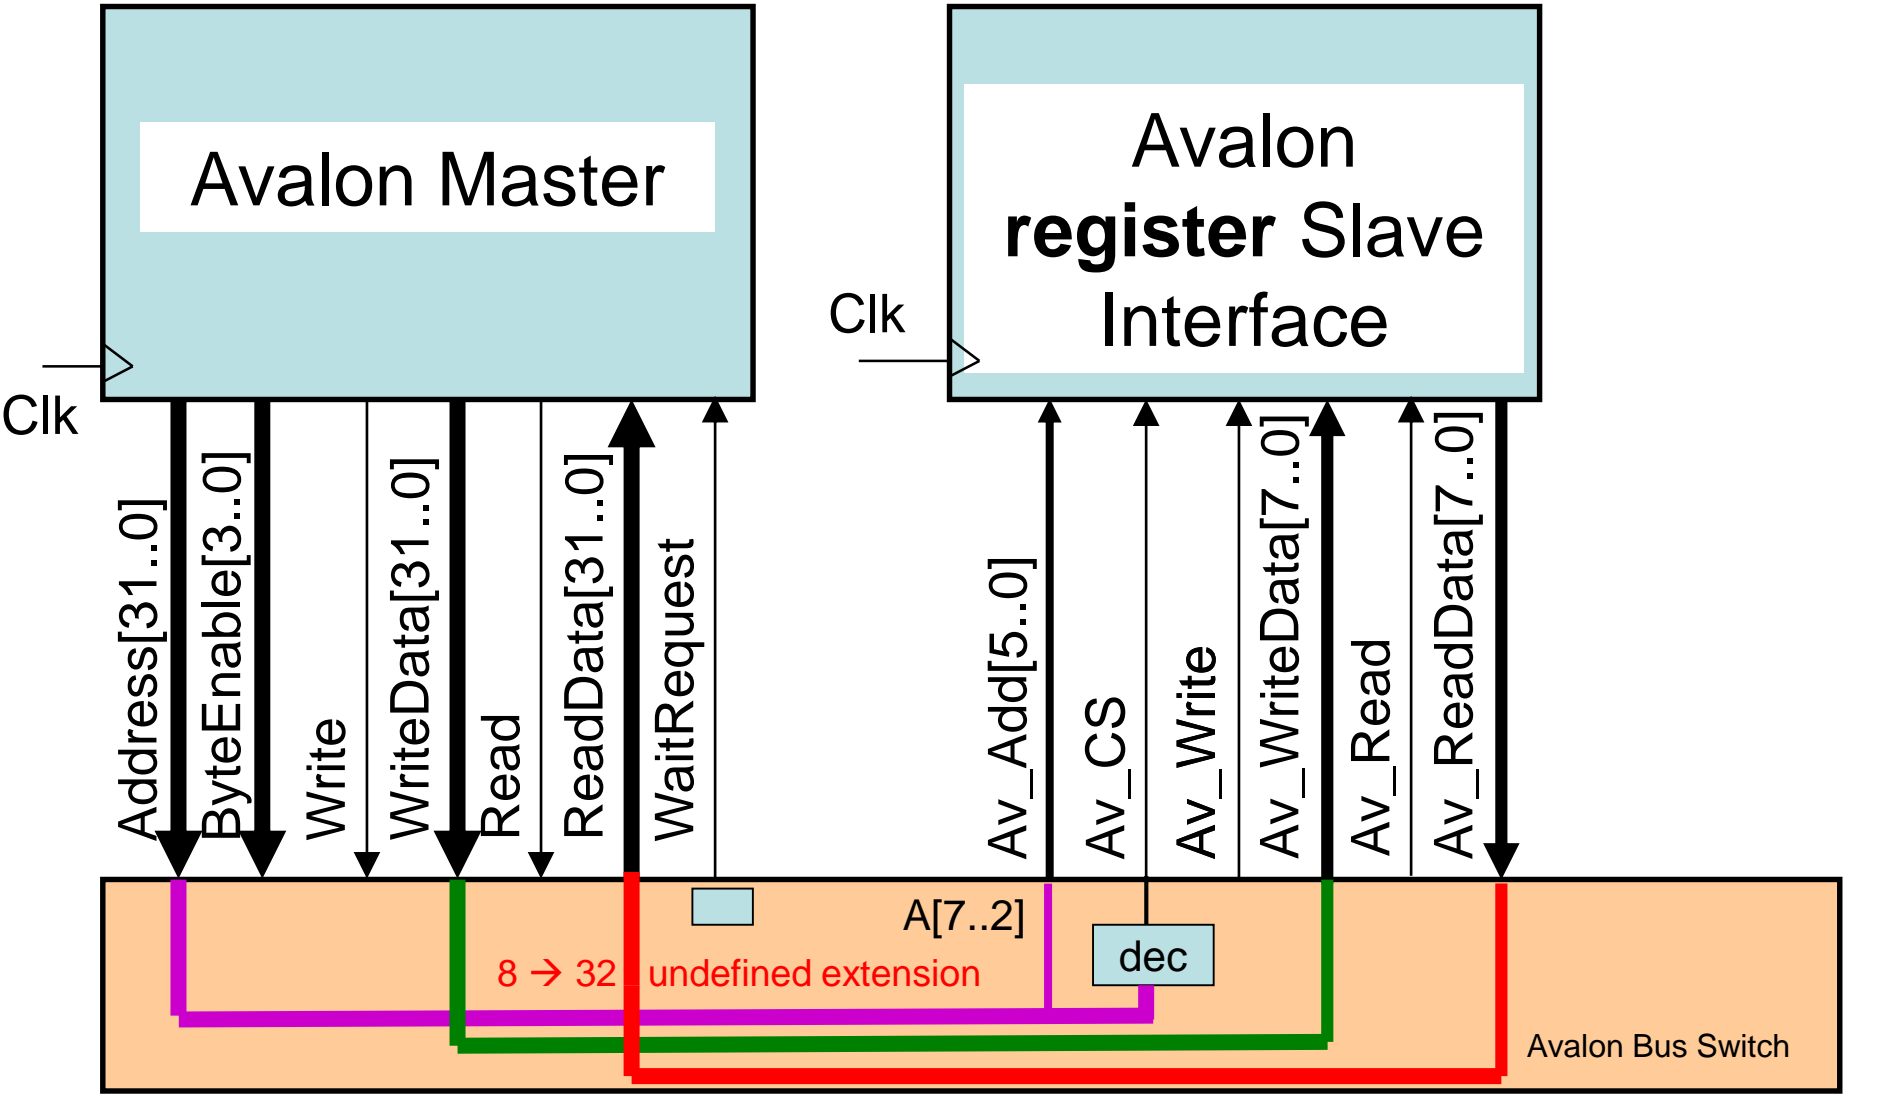 Avalon Master
Avalon
register Slave
Interface
Clk
Clk
Address[31..0]
ByteEnable[3..0]
Write
WriteData[31..0]
Read
ReadData[31..0]
WaitRequest
Av_Add[5..0]
Av_CS
Av_Write
Av_WriteData[7..0]
Av_Read
Av_ReadData[7..0]
A[7..2]
dec
8 → 32 undefined extension
Avalon Bus Switch